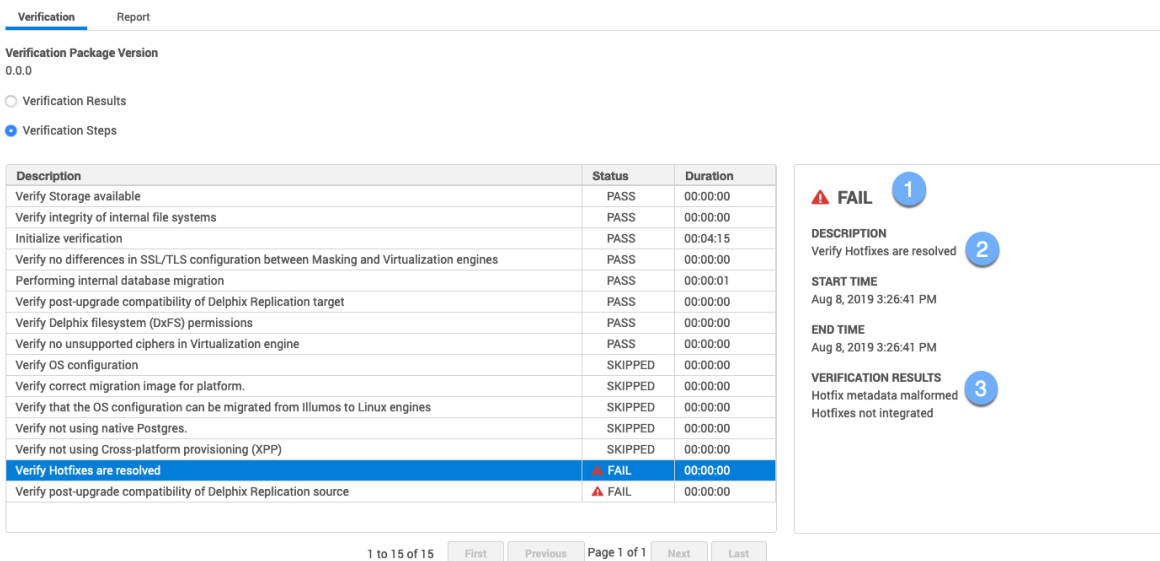 Verification Report
Verification Package Version
0.0.0
Verification Results
Verification Steps
Description Status Duration
Verify Storage available PASS 00:00:00
Verify integrity of internal file systems PASS 00:00:00
Initialize verification PASS 00:04:15
Verify no differences in SSL/TLS configuration between Masking and Virtualization engines PASS 00:00:00
Performing internal database migration PASS 00:00:01
Verify post-upgrade compatibility of Delphix Replication target PASS 00:00:00
Verify Delphix filesystem (DxFS) permissions PASS 00:00:00
Verify no unsupported ciphers in Virtualization engine PASS 00:00:00
Verify OS configuration SKIPPED 00:00:00
Verify correct migration image for platform. SKIPPED 00:00:00
Verify that the OS configuration can be migrated from Illumos to Linux engines SKIPPED 00:00:00
Verify not using native Postgres. SKIPPED 00:00:00
Verify not using Cross-platform provisioning (XPP) SKIPPED 00:00:00
Verify Hotfixes are resolved FAIL 00:00:00
Verify post-upgrade compatibility of Delphix Replication source FAIL 00:00:00
1 to 15 of 15 First Previous Page 1 of 1 Next Last
FAIL 1
DESCRIPTION
Verify Hotfixes are resolved 2
START TIME
Aug 8, 2019 3:26:41 PM
END TIME
Aug 8, 2019 3:26:41 PM
VERIFICATION RESULTS
Hotfix metadata malformed 3
Hotfixes not integrated